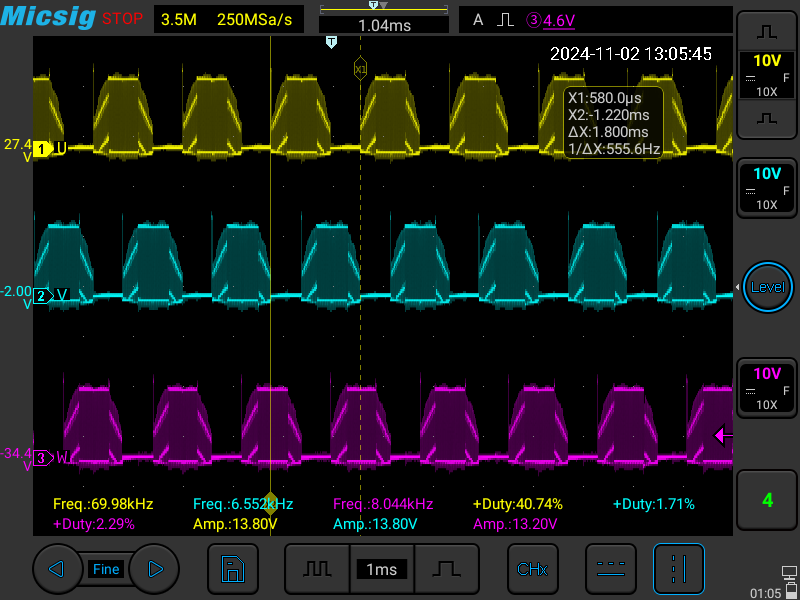 Micsig STOP 3.5M 250MSa/s T 1.04ms A ③4.6V
T
2024-11-02 13:05:45
10V
F
10X
X1
X1:580.0µs
X2:-1.220ms
ΔX:1.800ms
1/ΔX:555.6Hz
27.4
V
1 U
10V
F
10X
-2.00
V
2 V
Level
10V
F
10X
-34.4
V
3 W
Freq.:69.98kHz Freq.:6.552kHz Freq.:8.044kHz +Duty:40.74% +Duty:1.71%
+Duty:2.29% Amp.:13.80V Amp.:13.80V Amp.:13.20V
4
Fine 1ms CHx
01:05